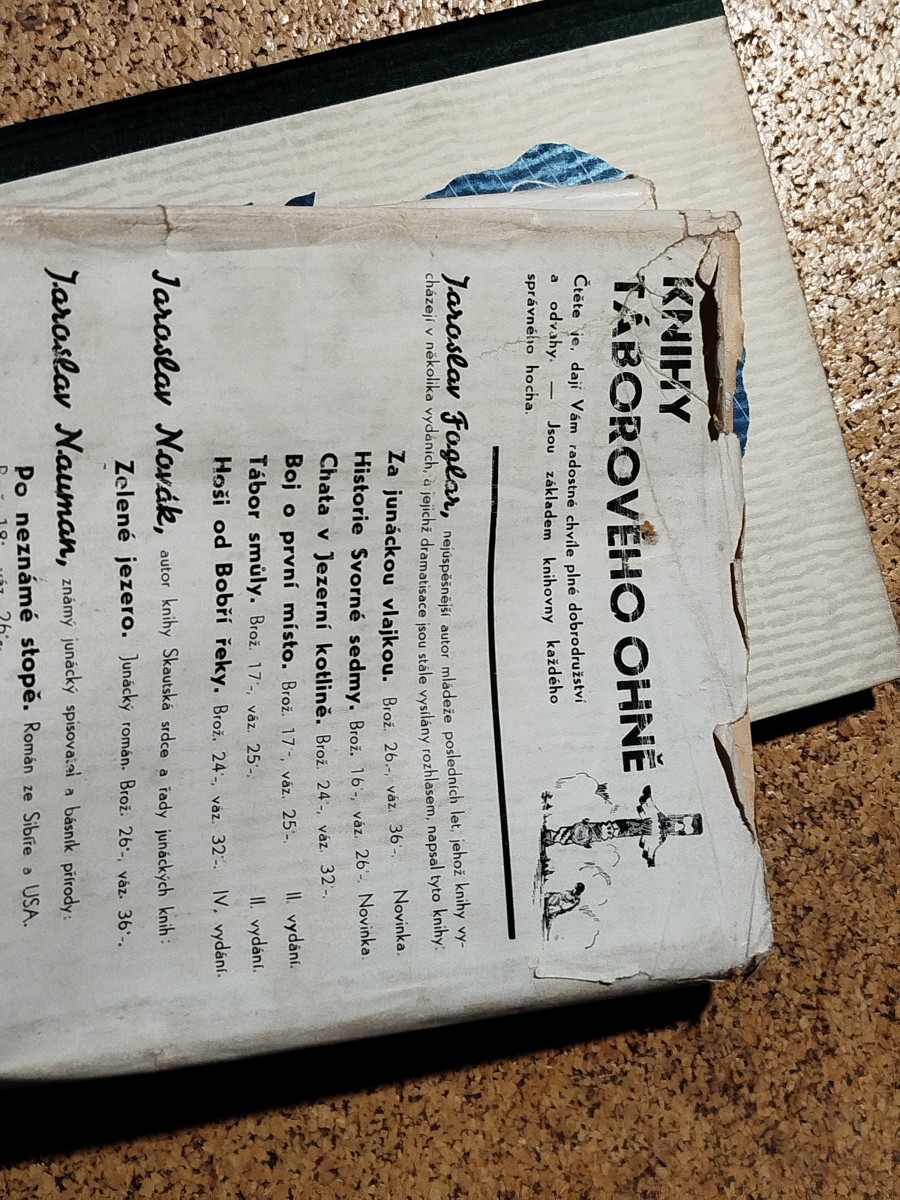 KNIHY
TÁBOROVÉHO OHNĚ
Čtěte je, dají Vám radostné chvíle plné dobrodružství
a odvahy. — Jsou základem knihovny každého
správného hocha.
Jaroslav Foglar, nejúspěšnější autor mládeže posledních let, jehož knihy vy-
cházejí v několika vydáních, a jejichž dramatisace jsou stále vysílány rozhlasem, napsal tyto knihy:
Za junáckou vlajkou. Brož. 26.-, váz. 36·-. Novinka.
Historie Svorné sedmy. Brož. 16·-, váz. 26·-. Novinka.
Chata v Jezerní kotlině. Brož. 24·-, váz. 32·-.
Boj o první místo. Brož. 17·-, váz. 25·- II. vydání.
Tábor smůly. Brož. 17·-, váz. 25·-. II. vydání.
Hoši od Bobří řeky. Brož. 24·-, váz. 32·-. IV. vydání.
Jaroslav Novák, autor knihy Skautská srdce a řady junáckých knih:
Zelené jezero. Junácký román. Brož. 26·-, váz. 36·-.
Jaroslav Nauman, známý junácký spisovatel a básník přírody:
Po neznámé stopě. Román ze Sibiře a USA.
18· váz. 26·-